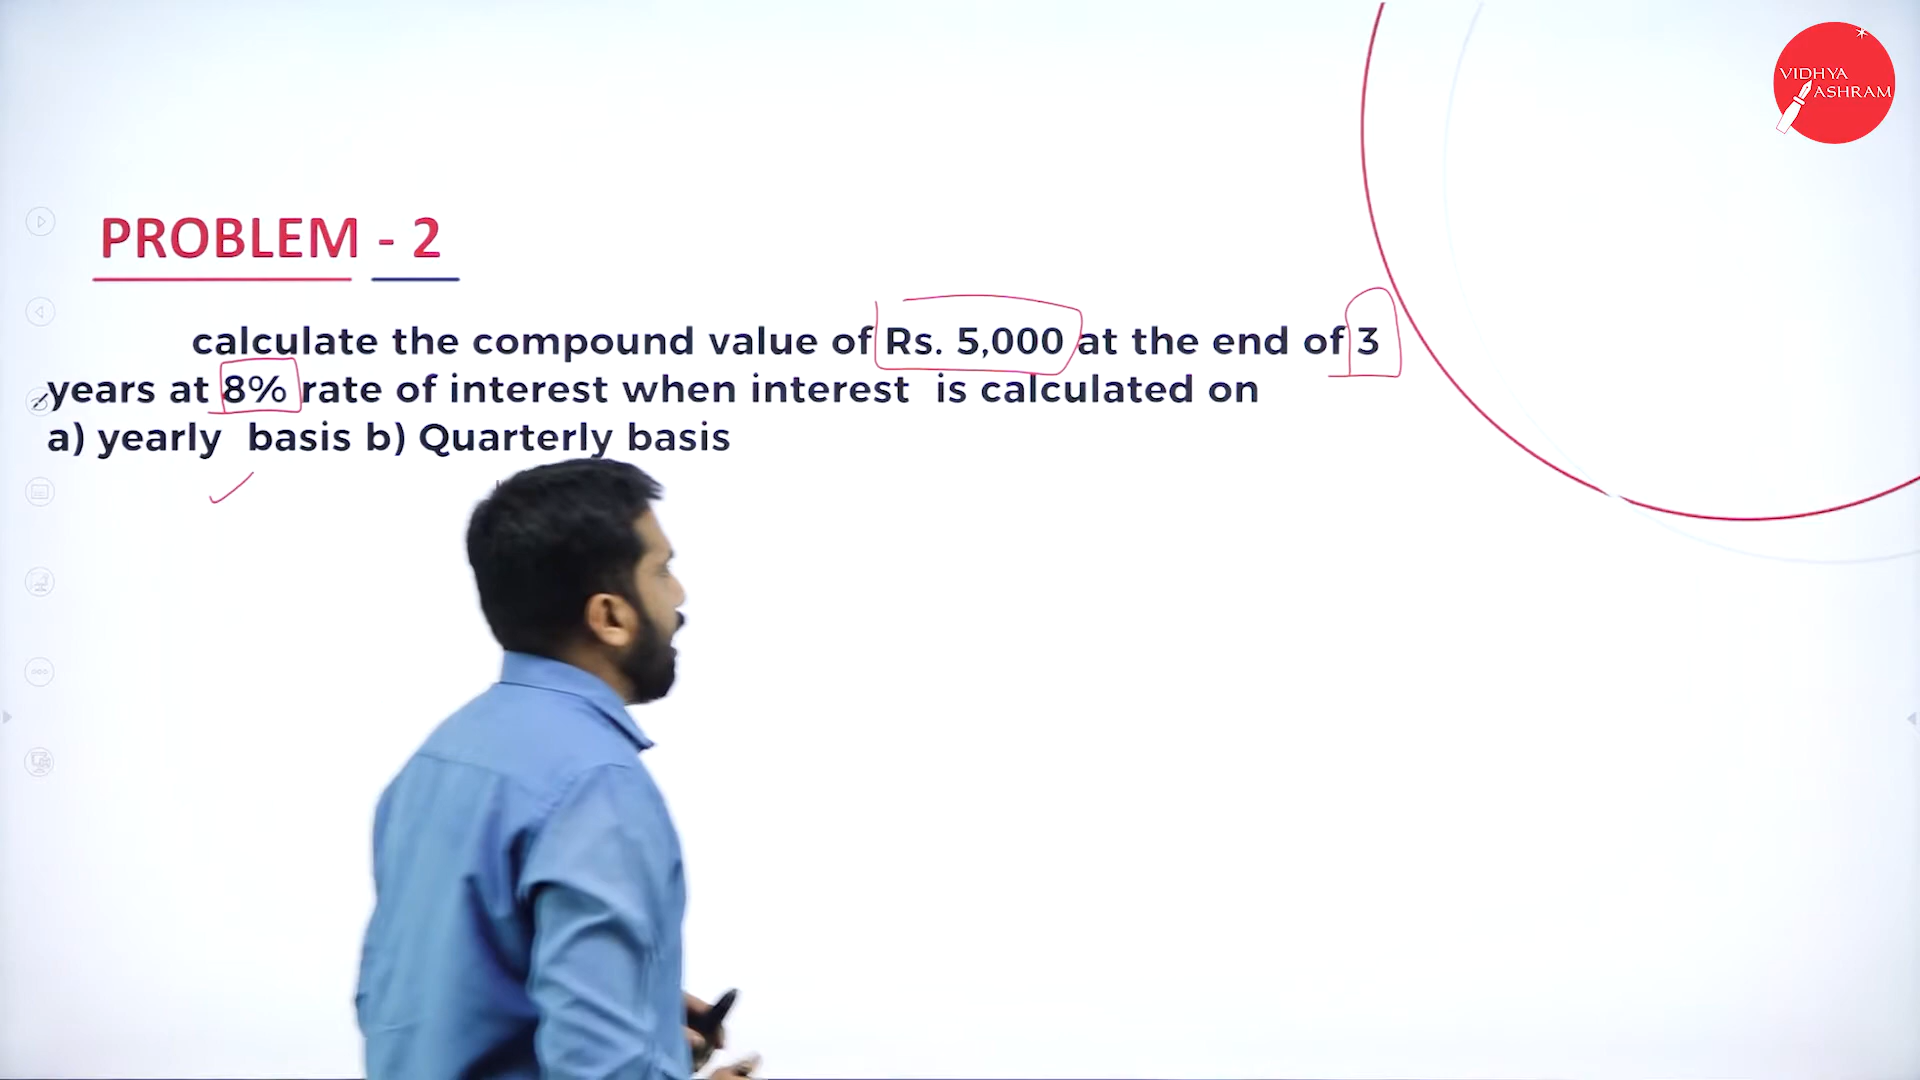 VIDHYA
ASHRAM
PROBLEM - 2
calculate the compound value of Rs. 5,000 at the end of 3
years at 8% rate of interest when interest is calculated on
a) yearly basis b) Quarterly basis